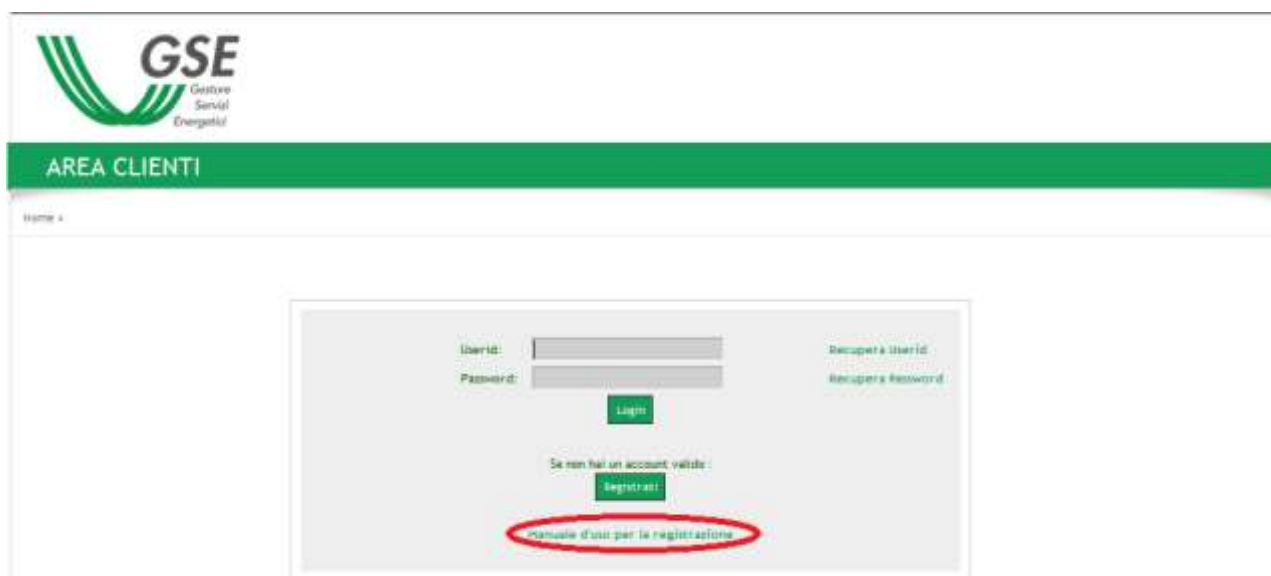 GSE
Gestore
Servizi
Energetici
AREA CLIENTI
Home »
Userid:
Recupera Userid
Password:
Recupera Password
Login
Se non hai un account valido :
Registrati
Manuale d'uso per la registrazione